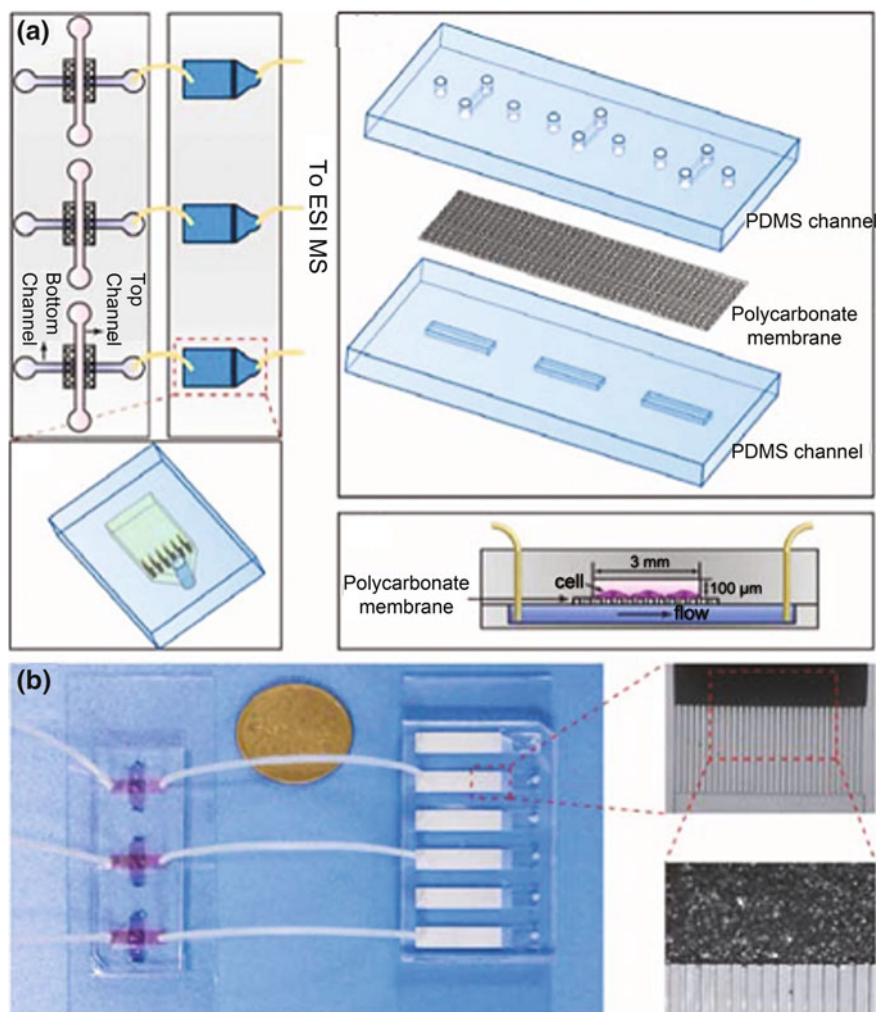 (a)
To ESI MS
Top
Channel
Bottom
Channel
PDMS channel
Polycarbonate
membrane
PDMS channel
3 mm
cell
100 μm
Polycarbonate
membrane
flow
(b)